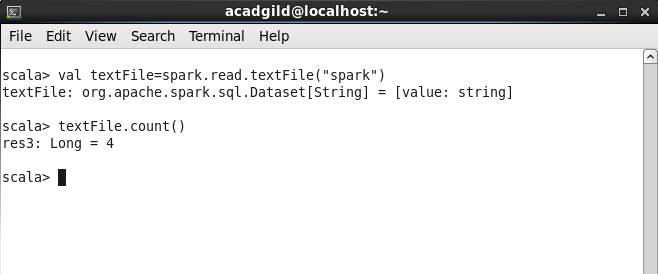 acadgild@localhost:~
File Edit View Search Terminal Help
scala> val textFile=spark.read.textFile("spark")
textFile: org.apache.spark.sql.Dataset[String] = [value: string]
scala> textFile.count()
res3: Long = 4
scala>